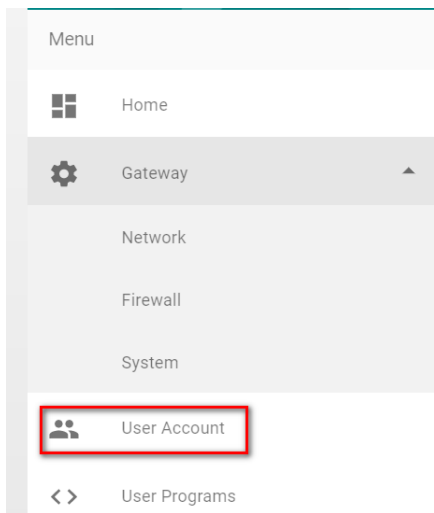 Menu
Home
Gateway
Network
Firewall
System
User Account
User Programs